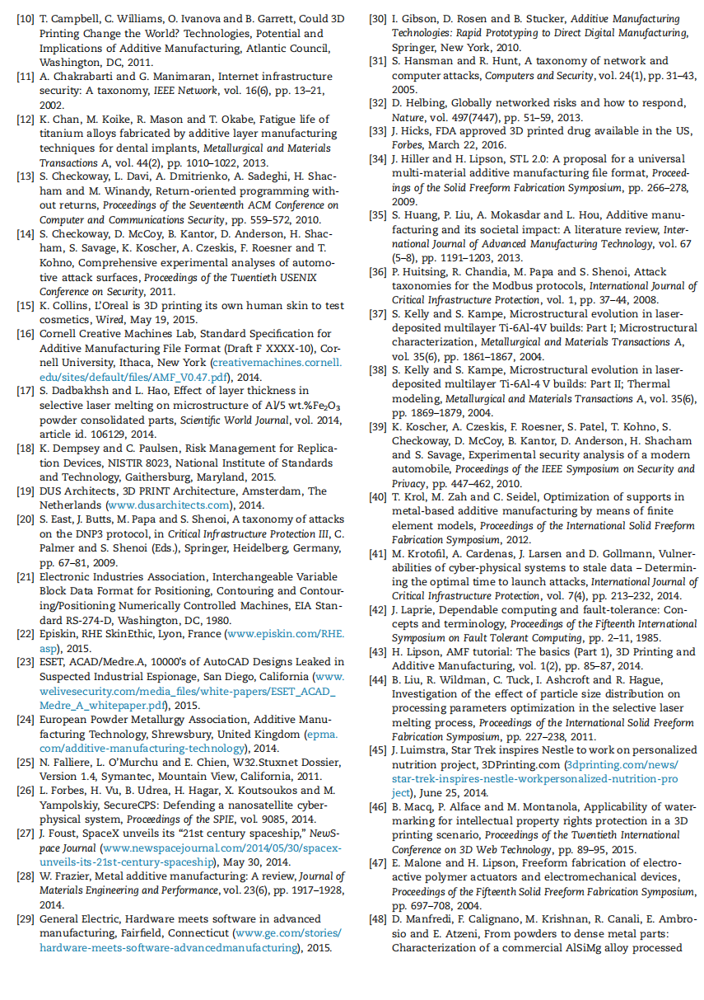 [10] T. Campbell, C. Williams, O. Ivanova and B. Garrett, Could 3D
Printing Change the World? Technologies, Potential and
Implications of Additive Manufacturing, Atlantic Council,
Washington, DC, 2011.
[11] A. Chakrabarti and G. Manimaran, Internet infrastructure
security: A taxonomy, IEEE Network, vol. 16(6), pp. 13–21,
2002.
[12] K. Chan, M. Koike, R. Mason and T. Okabe, Fatigue life of
titanium alloys fabricated by additive layer manufacturing
techniques for dental implants, Metallurgical and Materials
Transactions A, vol. 44(2), pp. 1010–1022, 2013.
[13] S. Checkoway, L. Davi, A. Dmitrienko, A. Sadeghi, H. Shac-
ham and M. Winandy, Return-oriented programming with-
out returns, Proceedings of the Seventeenth ACM Conference on
Computer and Communications Security, pp. 559–572, 2010.
[14] S. Checkoway, D. McCoy, B. Kantor, D. Anderson, H. Shac-
ham, S. Savage, K. Koscher, A. Czeskis, F. Roesner and T.
Kohno, Comprehensive experimental analyses of automo-
tive attack surfaces, Proceedings of the Twentieth USENIX
Conference on Security, 2011.
[15] K. Collins, L'Oreal is 3D printing its own human skin to test
cosmetics, Wired, May 19, 2015.
[16] Cornell Creative Machines Lab, Standard Specification for
Additive Manufacturing File Format (Draft F XXXX-10), Cor-
nell University, Ithaca, New York (creativemachines.cornell.
edu/sites/default/files/AMF_V0.47.pdf), 2014.
[17] S. Dadbakhsh and L. Hao, Effect of layer thickness in
selective laser melting on microstructure of Al/5 wt.%Fe₂O₃
powder consolidated parts, Scientific World Journal, vol. 2014,
article id. 106129, 2014.
[18] K. Dempsey and C. Paulsen, Risk Management for Replica-
tion Devices, NISTIR 8023, National Institute of Standards
and Technology, Gaithersburg, Maryland, 2015.
[19] DUS Architects, 3D PRINT Architecture, Amsterdam, The
Netherlands (www.dusarchitects.com), 2014.
[20] S. East, J. Butts, M. Papa and S. Shenoi, A taxonomy of attacks
on the DNP3 protocol, in Critical Infrastructure Protection III, C.
Palmer and S. Shenoi (Eds.), Springer, Heidelberg, Germany,
pp. 67–81, 2009.
[21] Electronic Industries Association, Interchangeable Variable
Block Data Format for Positioning, Contouring and Contour-
ing/Positioning Numerically Controlled Machines, EIA Stan-
dard RS-274-D, Washington, DC, 1980.
[22] Episkin, RHE SkinEthic, Lyon, France (www.episkin.com/RHE.
asp), 2015.
[23] ESET, ACAD/Medre.A, 10000's of AutoCAD Designs Leaked in
Suspected Industrial Espionage, San Diego, California (www.
welivesecurity.com/media_files/white-papers/ESET_ACAD_
Medre_A_whitepaper.pdf), 2015.
[24] European Powder Metallurgy Association, Additive Manu-
facturing Technology, Shrewsbury, United Kingdom (epma.
com/additive-manufacturing-technology), 2014.
[25] N. Falliere, L. O'Murchu and E. Chien, W32.Stuxnet Dossier,
Version 1.4, Symantec, Mountain View, California, 2011.
[26] L. Forbes, H. Vu, B. Udrea, H. Hagar, X. Koutsoukos and M.
Yampolskiy, SecureCPS: Defending a nanosatellite cyber-
physical system, Proceedings of the SPIE, vol. 9085, 2014.
[27] J. Foust, SpaceX unveils its “21st century spaceship,” NewS-
pace Journal (www.newspacejournal.com/2014/05/30/spacex-
unveils-its-21st-century-spaceship), May 30, 2014.
[28] W. Frazier, Metal additive manufacturing: A review, Journal of
Materials Engineering and Performance, vol. 23(6), pp. 1917–1928,
2014.
[29] General Electric, Hardware meets software in advanced
manufacturing, Fairfield, Connecticut (www.ge.com/stories/
hardware-meets-software-advancedmanufacturing), 2015.
[30] I. Gibson, D. Rosen and B. Stucker, Additive Manufacturing
Technologies: Rapid Prototyping to Direct Digital Manufacturing,
Springer, New York, 2010.
[31] S. Hansman and R. Hunt, A taxonomy of network and
computer attacks, Computers and Security, vol. 24(1), pp. 31–43,
2005.
[32] D. Helbing, Globally networked risks and how to respond,
Nature, vol. 497(7447), pp. 51–59, 2013.
[33] J. Hicks, FDA approved 3D printed drug available in the US,
Forbes, March 22, 2016.
[34] J. Hiller and H. Lipson, STL 2.0: A proposal for a universal
multi-material additive manufacturing file format, Proceed-
ings of the Solid Freeform Fabrication Symposium, pp. 266–278,
2009.
[35] S. Huang, P. Liu, A. Mokasdar and L. Hou, Additive manu-
facturing and its societal impact: A literature review, Inter-
national Journal of Advanced Manufacturing Technology, vol. 67
(5–8), pp. 1191–1203, 2013.
[36] P. Huitsing, R. Chandia, M. Papa and S. Shenoi, Attack
taxonomies for the Modbus protocols, International Journal of
Critical Infrastructure Protection, vol. 1, pp. 37–44, 2008.
[37] S. Kelly and S. Kampe, Microstructural evolution in laser-
deposited multilayer Ti-6Al-4V builds: Part I; Microstructural
characterization, Metallurgical and Materials Transactions A,
vol. 35(6), pp. 1861–1867, 2004.
[38] S. Kelly and S. Kampe, Microstructural evolution in laser-
deposited multilayer Ti-6Al-4 V builds: Part II; Thermal
modeling, Metallurgical and Materials Transactions A, vol. 35(6),
pp. 1869–1879, 2004.
[39] K. Koscher, A. Czeskis, F. Roesner, S. Patel, T. Kohno, S.
Checkoway, D. McCoy, B. Kantor, D. Anderson, H. Shacham
and S. Savage, Experimental security analysis of a modern
automobile, Proceedings of the IEEE Symposium on Security and
Privacy, pp. 447–462, 2010.
[40] T. Krol, M. Zah and C. Seidel, Optimization of supports in
metal-based additive manufacturing by means of finite
element models, Proceedings of the International Solid Freeform
Fabrication Symposium, 2012.
[41] M. Krotofil, A. Cardenas, J. Larsen and D. Gollmann, Vulner-
abilities of cyber-physical systems to stale data – Determin-
ing the optimal time to launch attacks, International Journal of
Critical Infrastructure Protection, vol. 7(4), pp. 213–232, 2014.
[42] J. Laprie, Dependable computing and fault-tolerance: Con-
cepts and terminology, Proceedings of the Fifteenth International
Symposium on Fault Tolerant Computing, pp. 2–11, 1985.
[43] H. Lipson, AMF tutorial: The basics (Part 1), 3D Printing and
Additive Manufacturing, vol. 1(2), pp. 85–87, 2014.
[44] B. Liu, R. Wildman, C. Tuck, I. Ashcroft and R. Hague,
Investigation of the effect of particle size distribution on
processing parameters optimization in the selective laser
melting process, Proceedings of the International Solid Freeform
Fabrication Symposium, pp. 227–238, 2011.
[45] J. Luimstra, Star Trek inspires Nestle to work on personalized
nutrition project, 3DPrinting.com (3dprinting.com/news/
star-trek-inspires-nestle-workpersonalized-nutrition-pro
ject), June 25, 2014.
[46] B. Macq, P. Alface and M. Montanola, Applicability of water-
marking for intellectual property rights protection in a 3D
printing scenario, Proceedings of the Twentieth International
Conference on 3D Web Technology, pp. 89–95, 2015.
[47] E. Malone and H. Lipson, Freeform fabrication of electro-
active polymer actuators and electromechanical devices,
Proceedings of the Fifteenth Solid Freeform Fabrication Symposium,
pp. 697–708, 2004.
[48] D. Manfredi, F. Calignano, M. Krishnan, R. Canali, E. Ambro-
sio and E. Atzeni, From powders to dense metal parts:
Characterization of a commercial AlSiMg alloy processed